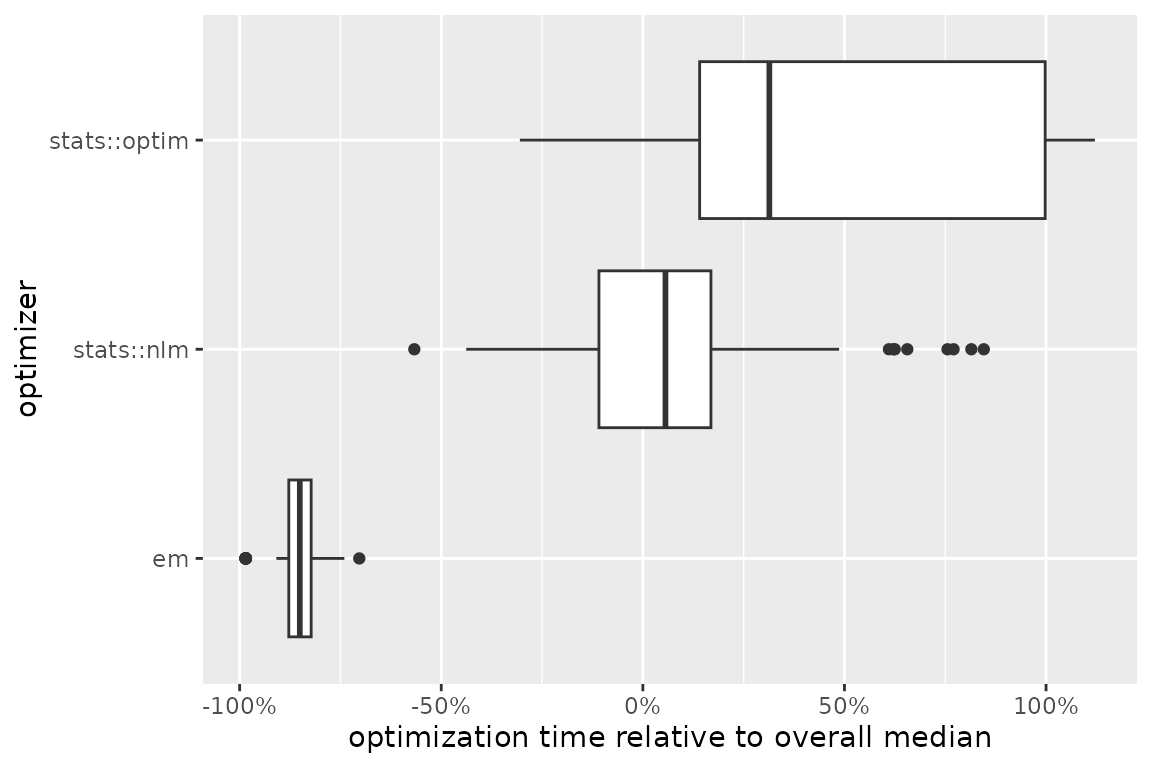 stats::optim
stats::nlm
em
optimizer
-100%
-50%
0%
50%
100%
optimization time relative to overall median